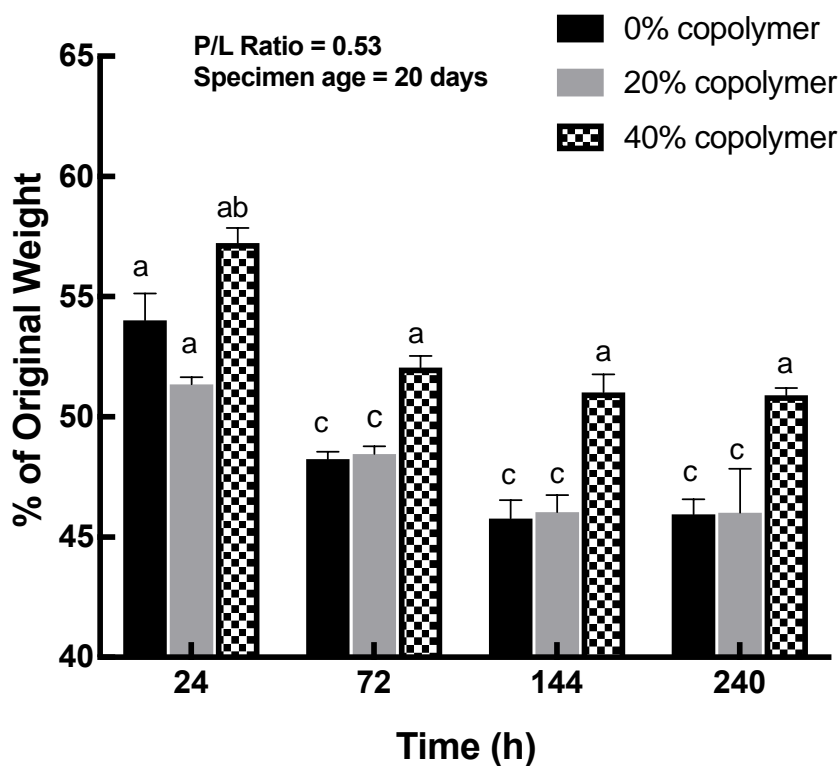 P/L Ratio = 0.53
Specimen age = 20 days
0% copolymer
20% copolymer
40% copolymer
% of Original Weight
65
60
55
50
45
40
a
a
ab
c
c
a
c
c
a
c
c
a
24
72
144
240
Time (h)